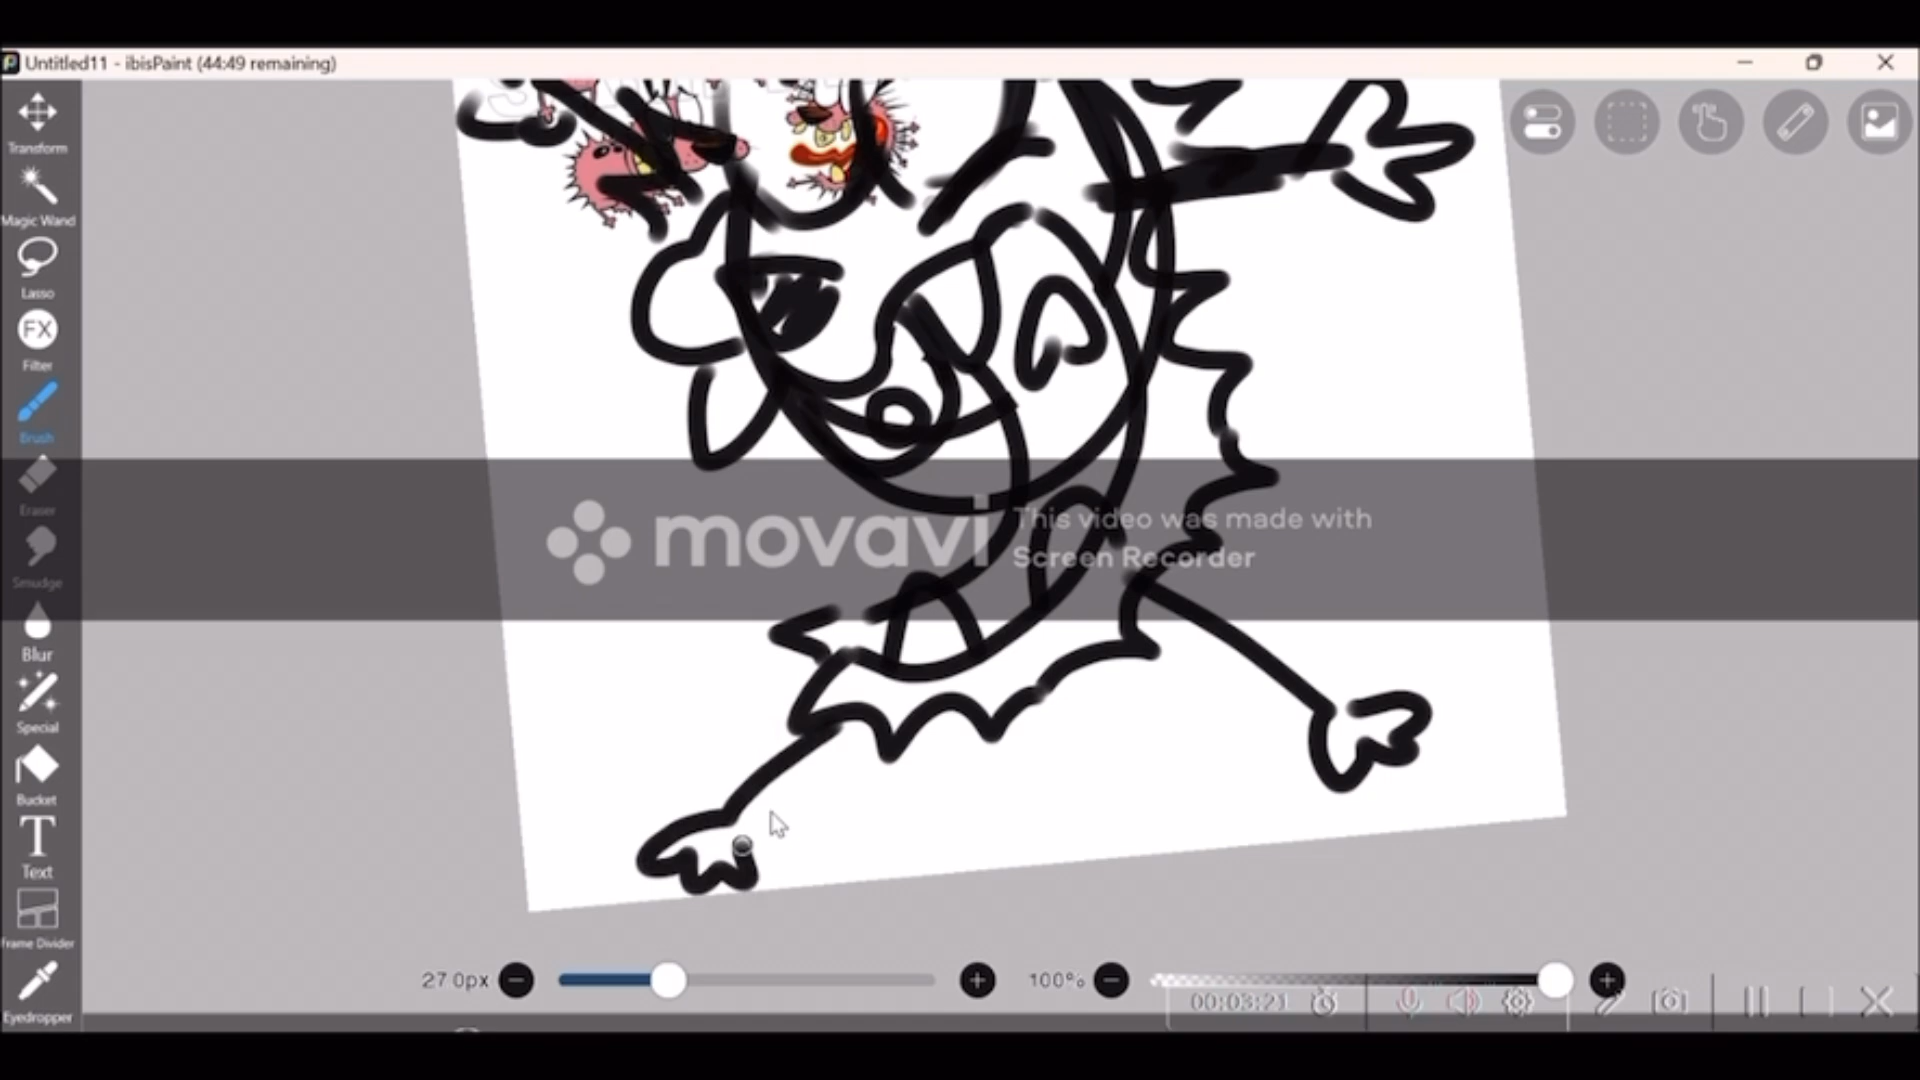 Untitled11 - ibisPaint (44:49 remaining)
Transform
Magic Wand
Lasso
FX
Filter
Brush
Eraser
Smudge
Blur
Special
Bucket
T
Text
Frame Divider
Eyedropper
movavi
This video was made with
Screen Recorder
27.0px
100%
00:03:21